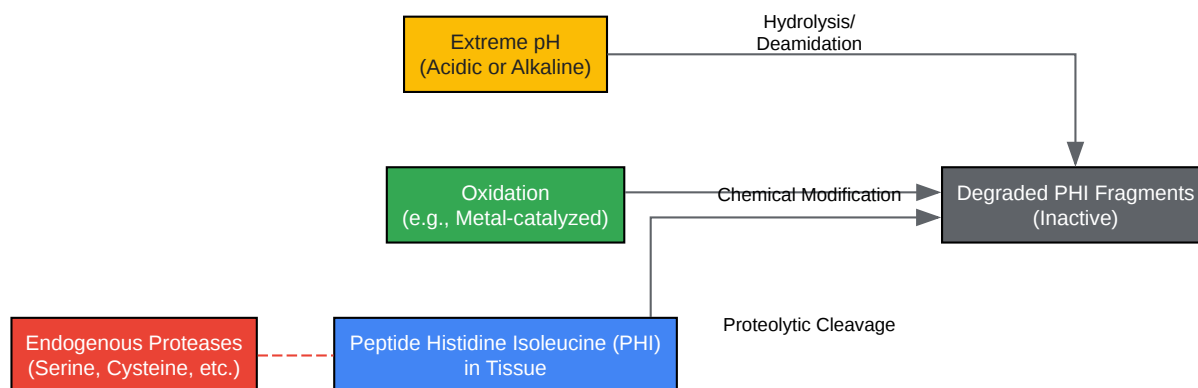 Extreme pH
(Acidic or Alkaline)
Hydrolysis/
Deamidation
Oxidation
(e.g., Metal-catalyzed)
Chemical Modification
Degraded PHI Fragments
(Inactive)
Endogenous Proteases
(Serine, Cysteine, etc.)
Peptide Histidine Isoleucine (PHI)
in Tissue
Proteolytic Cleavage